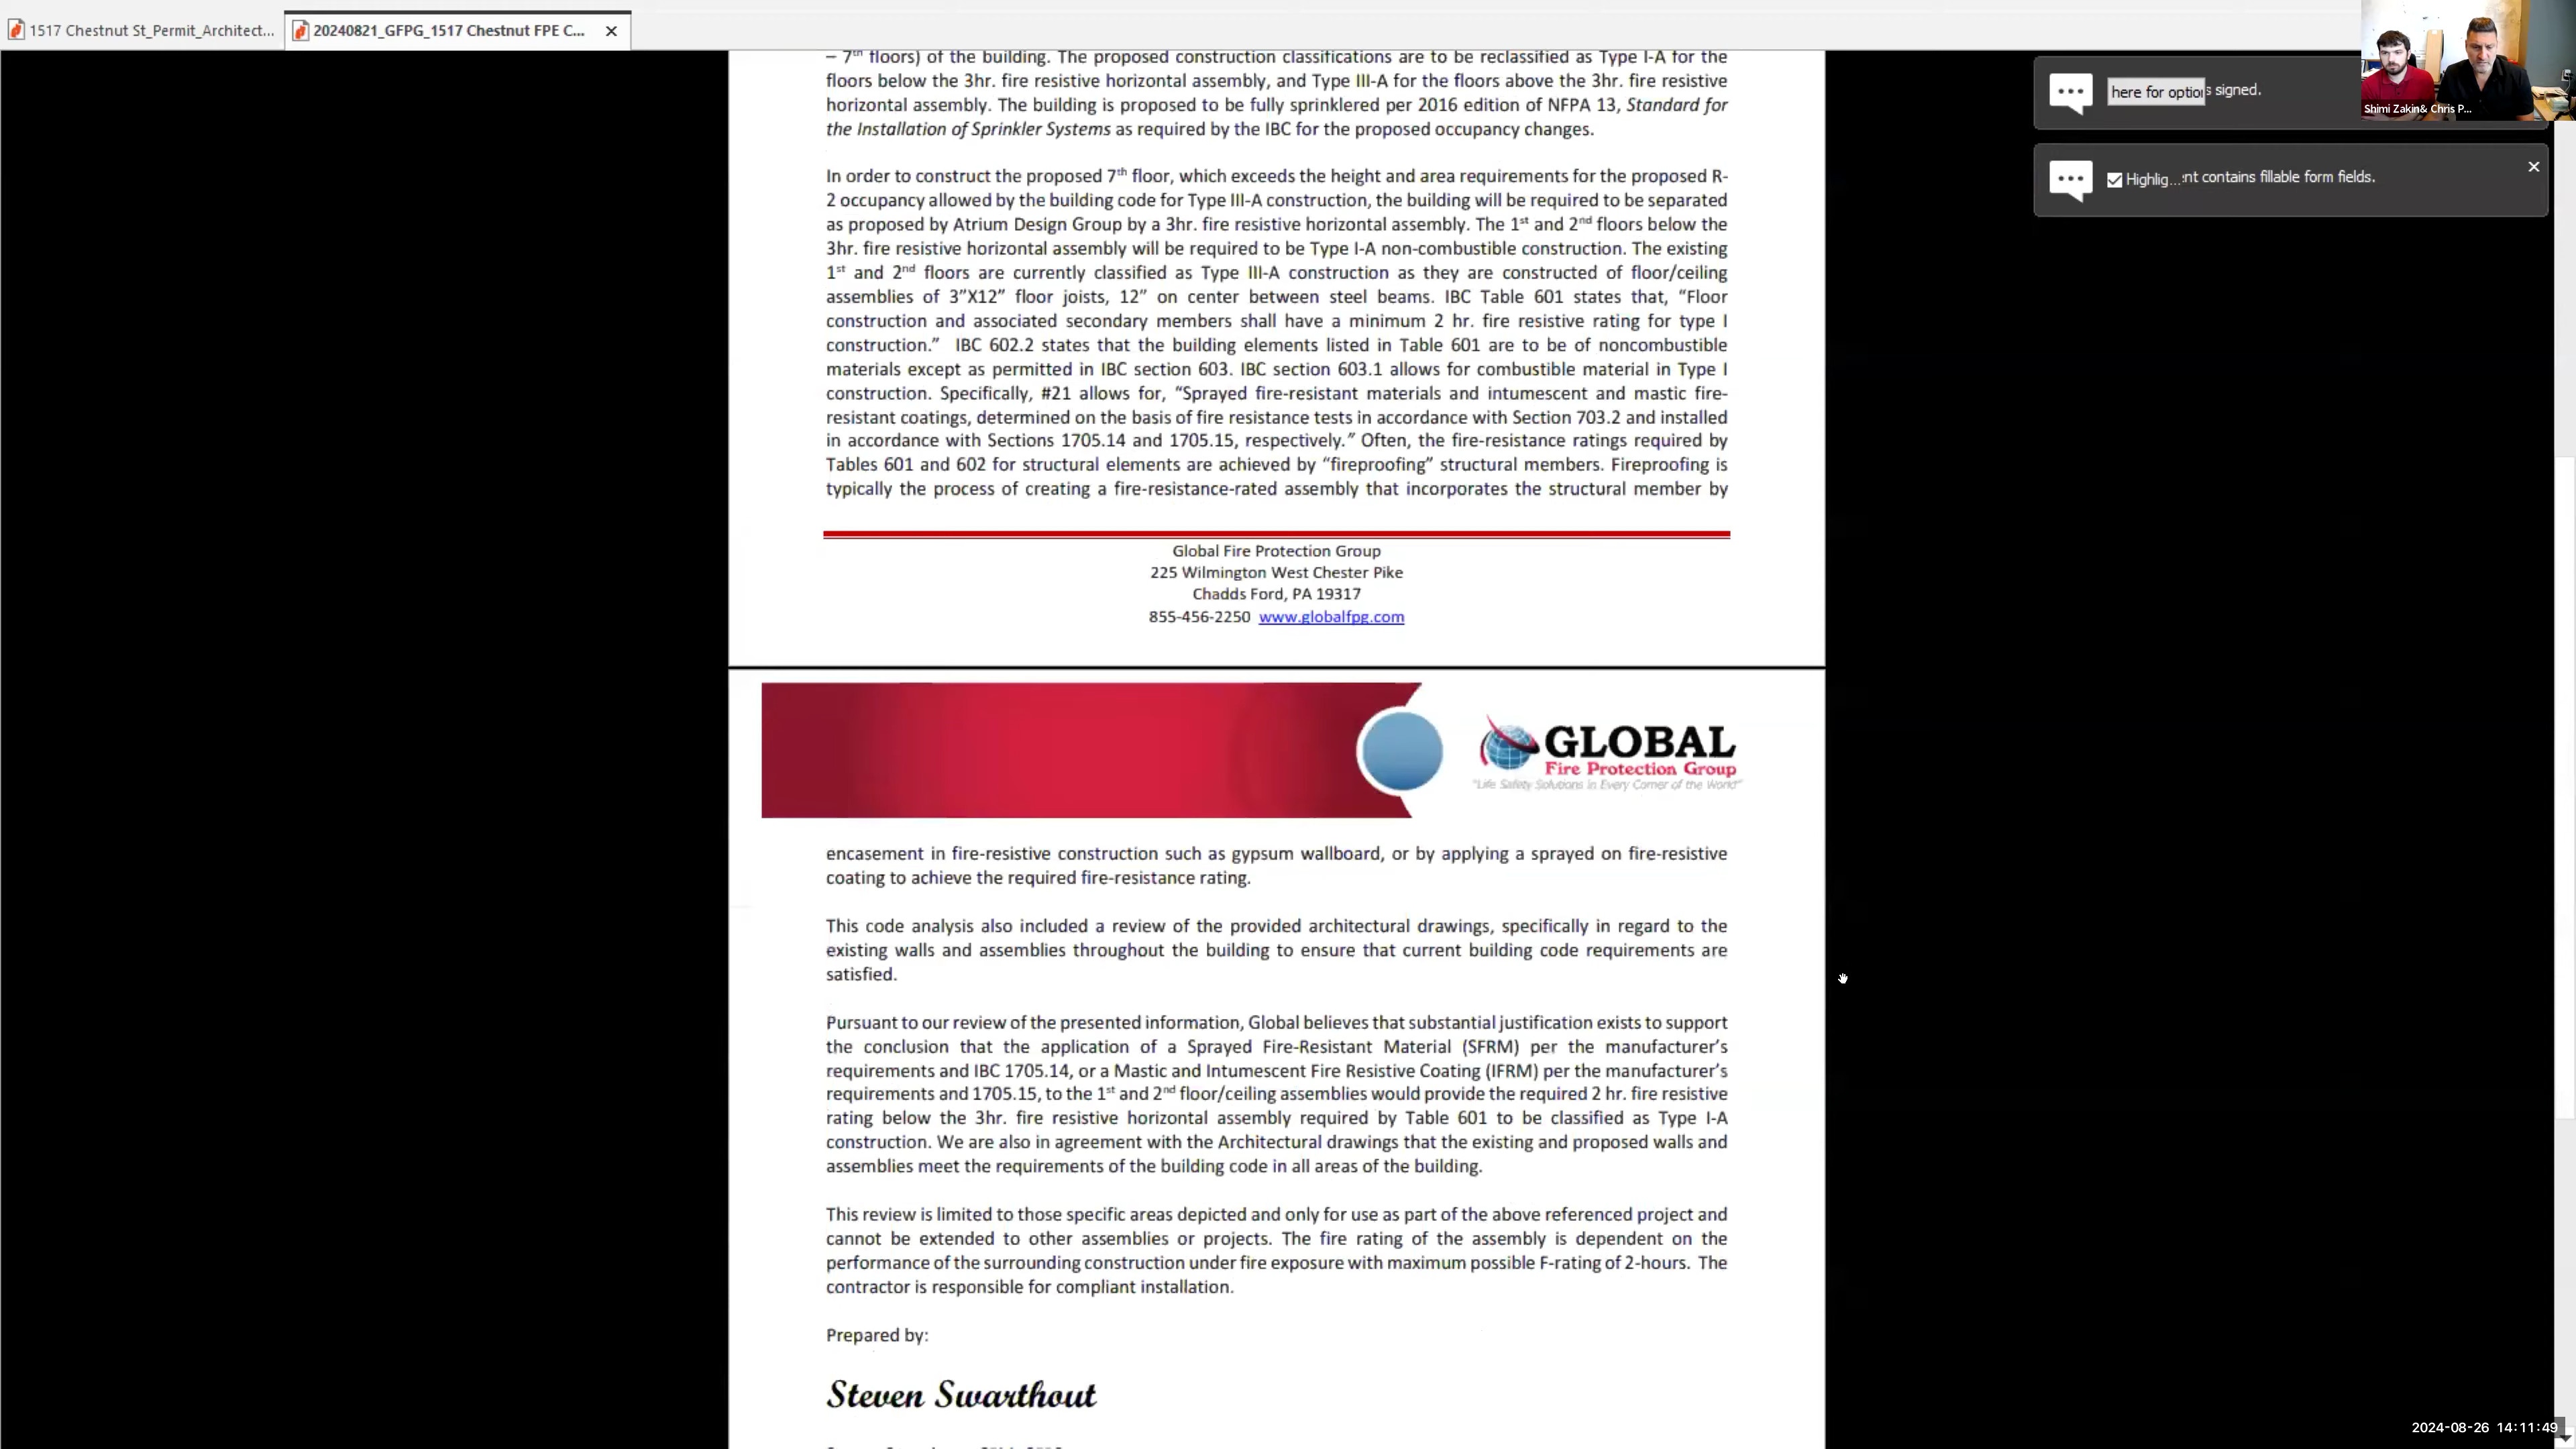 1517 Chestnut St_Permit_Architect...
20240821_GFPG_1517 Chestnut FPE C...
here for option s signed.
Shimi Zakin& Chris P...
Highlig... nt contains fillable form fields.
– 7th floors) of the building. The proposed construction classifications are to be reclassified as Type I-A for the
floors below the 3hr. fire resistive horizontal assembly, and Type III-A for the floors above the 3hr. fire resistive
horizontal assembly. The building is proposed to be fully sprinklered per 2016 edition of NFPA 13, Standard for
the Installation of Sprinkler Systems as required by the IBC for the proposed occupancy changes.
In order to construct the proposed 7th floor, which exceeds the height and area requirements for the proposed R-
2 occupancy allowed by the building code for Type III-A construction, the building will be required to be separated
as proposed by Atrium Design Group by a 3hr. fire resistive horizontal assembly. The 1st and 2nd floors below the
3hr. fire resistive horizontal assembly will be required to be Type I-A non-combustible construction. The existing
1st and 2nd floors are currently classified as Type III-A construction as they are constructed of floor/ceiling
assemblies of 3”X12” floor joists, 12” on center between steel beams. IBC Table 601 states that, “Floor
construction and associated secondary members shall have a minimum 2 hr. fire resistive rating for type I
construction.” IBC 602.2 states that the building elements listed in Table 601 are to be of noncombustible
materials except as permitted in IBC section 603. IBC section 603.1 allows for combustible material in Type I
construction. Specifically, #21 allows for, “Sprayed fire-resistant materials and intumescent and mastic fire-
resistant coatings, determined on the basis of fire resistance tests in accordance with Section 703.2 and installed
in accordance with Sections 1705.14 and 1705.15, respectively.” Often, the fire-resistance ratings required by
Tables 601 and 602 for structural elements are achieved by “fireproofing” structural members. Fireproofing is
typically the process of creating a fire-resistance-rated assembly that incorporates the structural member by
Global Fire Protection Group
225 Wilmington West Chester Pike
Chadds Ford, PA 19317
855-456-2250 www.globalfpg.com
GLOBAL
Fire Protection Group
"Life Safety Solutions in Every Corner of the World"
encasement in fire-resistive construction such as gypsum wallboard, or by applying a sprayed on fire-resistive
coating to achieve the required fire-resistance rating.
This code analysis also included a review of the provided architectural drawings, specifically in regard to the
existing walls and assemblies throughout the building to ensure that current building code requirements are
satisfied.
Pursuant to our review of the presented information, Global believes that substantial justification exists to support
the conclusion that the application of a Sprayed Fire-Resistant Material (SFRM) per the manufacturer’s
requirements and IBC 1705.14, or a Mastic and Intumescent Fire Resistive Coating (IFRM) per the manufacturer’s
requirements and 1705.15, to the 1st and 2nd floor/ceiling assemblies would provide the required 2 hr. fire resistive
rating below the 3hr. fire resistive horizontal assembly required by Table 601 to be classified as Type I-A
construction. We are also in agreement with the Architectural drawings that the existing and proposed walls and
assemblies meet the requirements of the building code in all areas of the building.
This review is limited to those specific areas depicted and only for use as part of the above referenced project and
cannot be extended to other assemblies or projects. The fire rating of the assembly is dependent on the
performance of the surrounding construction under fire exposure with maximum possible F-rating of 2-hours. The
contractor is responsible for compliant installation.
Prepared by:
Steven Swarthout
2024-08-26 14:11:49